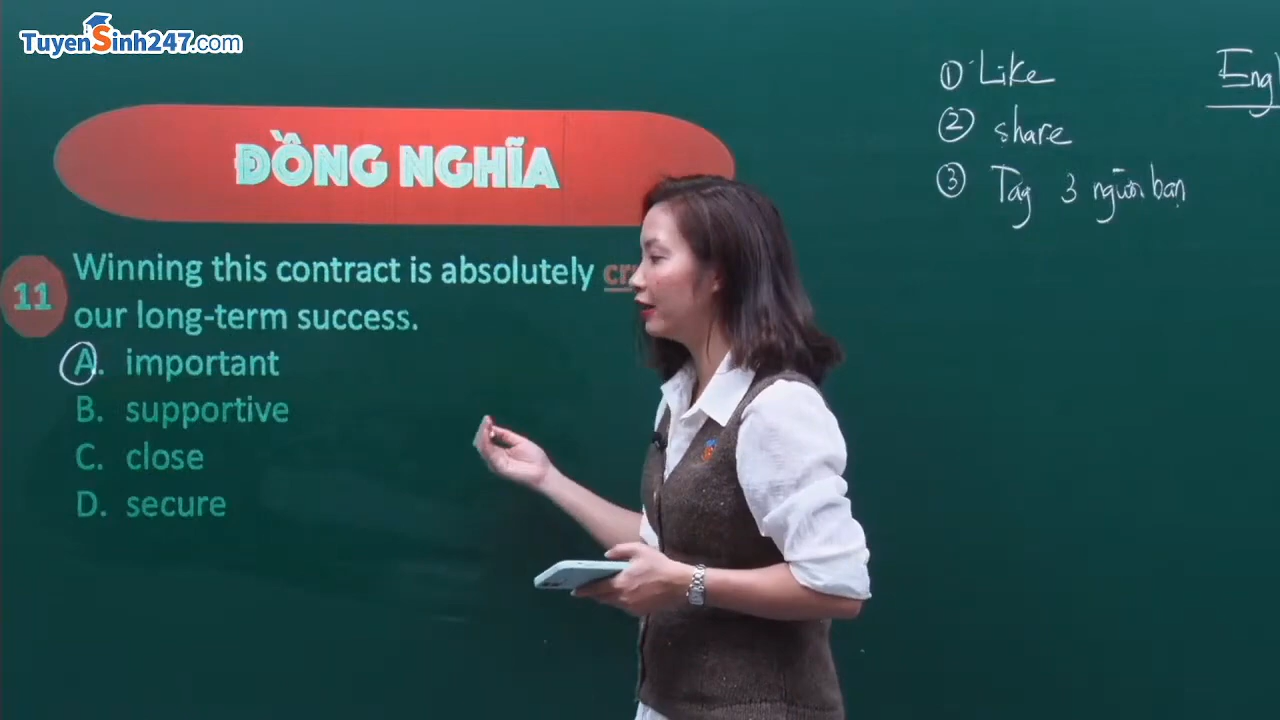 TuyenSinh247.com
ĐỒNG NGHĨA
① Like
② share
③ Tag 3 người bạn
11
Winning this contract is absolutely
our long-term success.
A. important
B. supportive
C. close
D. secure